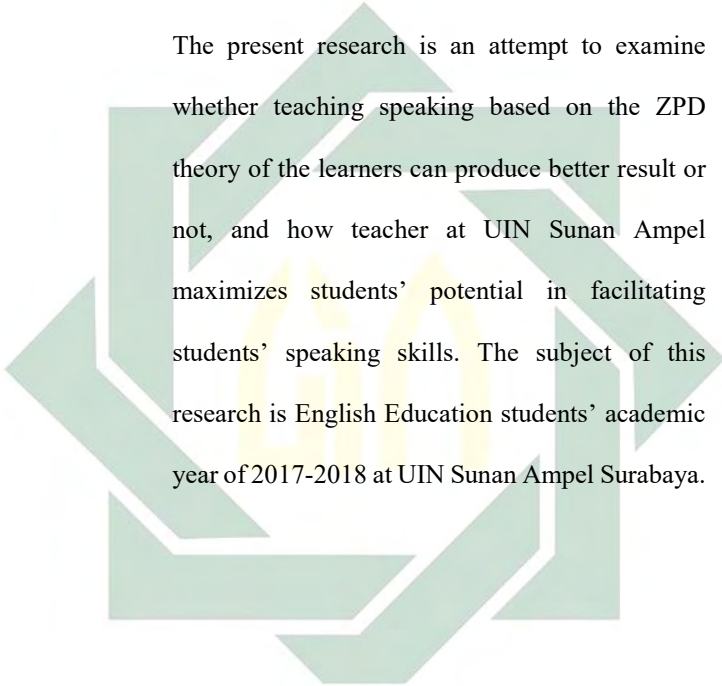 The present research is an attempt to examine
whether teaching speaking based on the ZPD
theory of the learners can produce better result or
not, and how teacher at UIN Sunan Ampel
maximizes students’ potential in facilitating
students’ speaking skills. The subject of this
research is English Education students’ academic
year of 2017-2018 at UIN Sunan Ampel Surabaya.